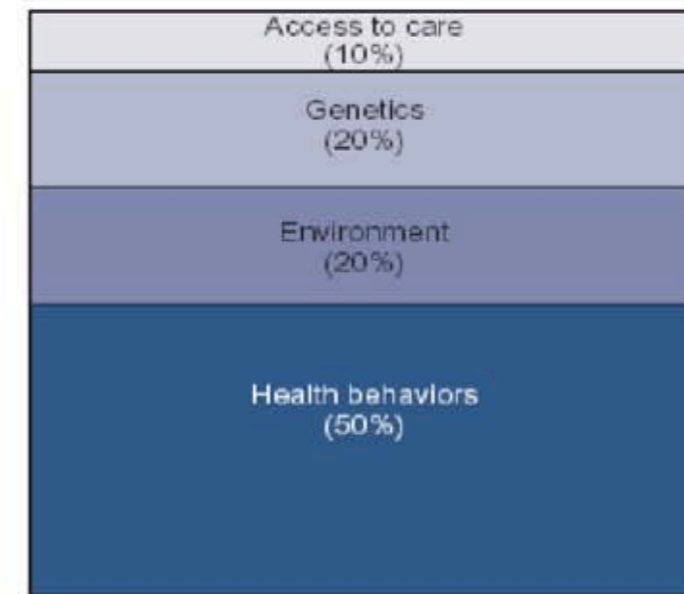 Access to care
(10%)
Genetics
(20%)
Environment
(20%)
Health behaviors
(50%)